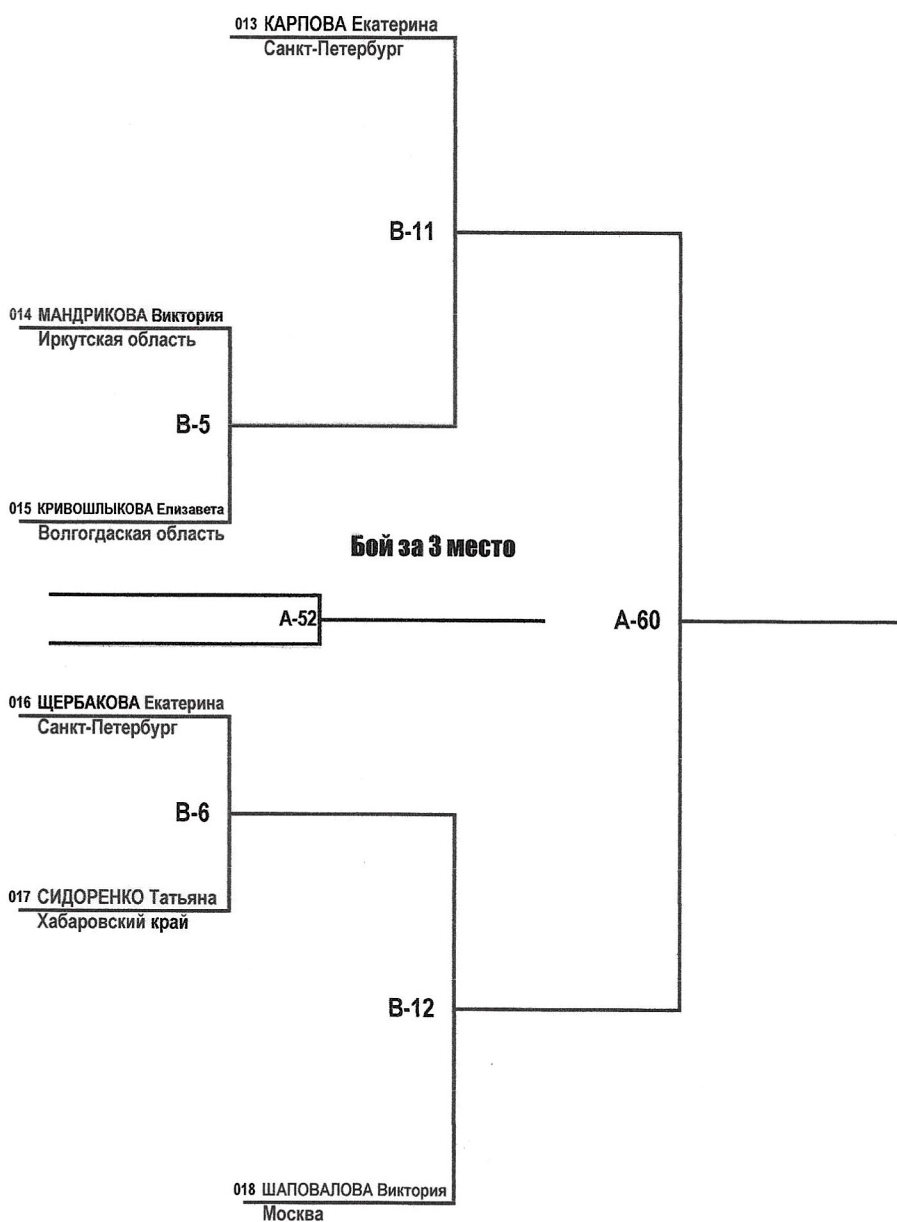 013 КАРПОВА Екатерина
Санкт-Петербург
В-11
014 МАНДРИКОВА Виктория
Иркутская область
В-5
015 КРИВОШЛЫКОВА Елизавета
Волгогдаская область
Бой за 3 место
А-52
А-60
016 ЩЕРБАКОВА Екатерина
Санкт-Петербург
В-6
017 СИДОРЕНКО Татьяна
Хабаровский край
В-12
018 ШАПОВАЛОВА Виктория
Москва